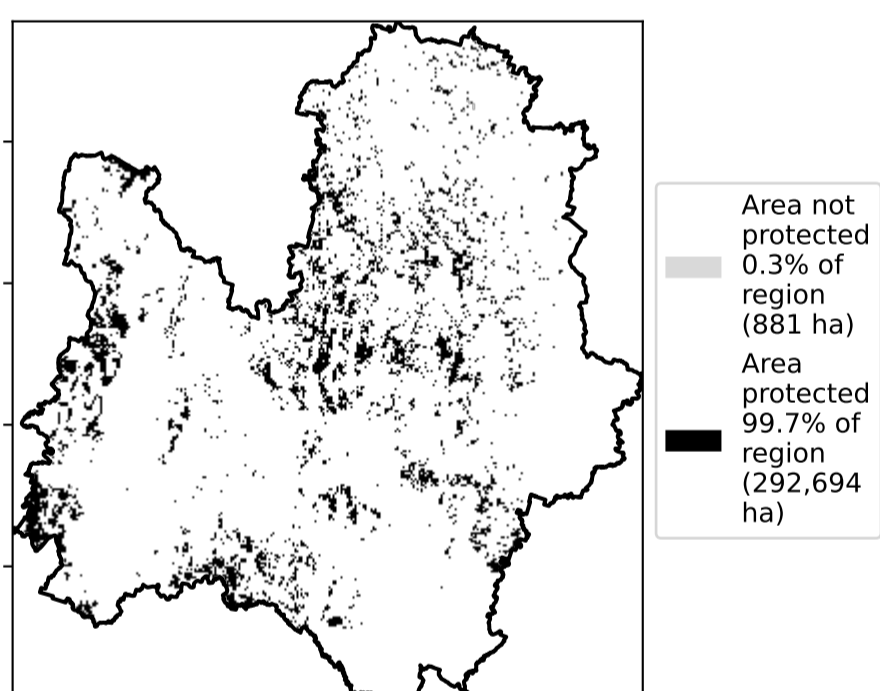 Area not
protected
0.3% of
region
(881 ha)
Area
protected
99.7% of
region
(292,694
ha)